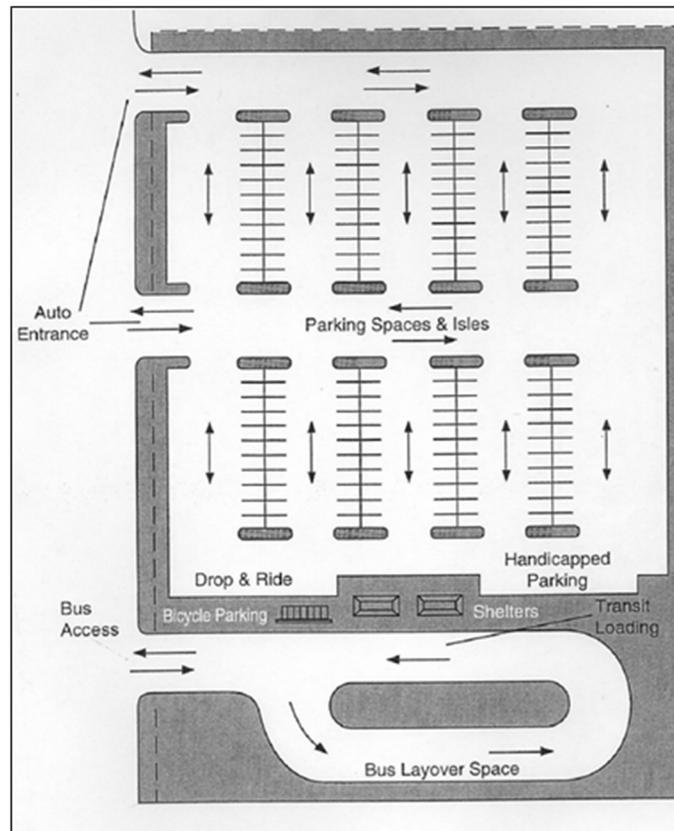 Auto
Entrance
Parking Spaces & Isles
Drop & Ride
Handicapped
Parking
Bus
Access
Bicycle Parking
Shelters
Transit
Loading
Bus Layover Space